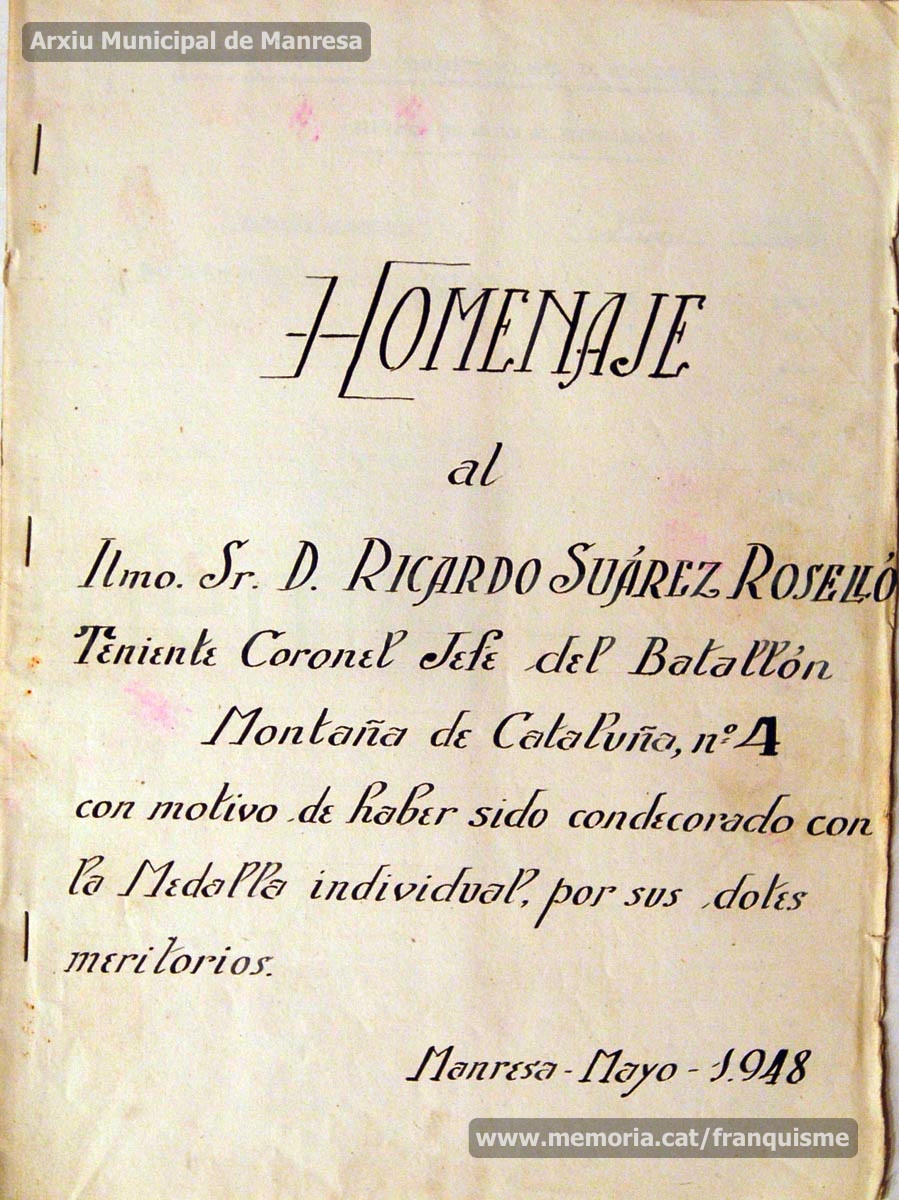 Arxiu Municipal de Manresa
HOMENAJE
al
Ilmo. Sr. D. RICARDO SUÁREZ ROSELLÓ
Teniente Coronel Jefe del Batallón
Montaña de Cataluña, nº 4
con motivo de haber sido condecorado con
la Medalla individual, por sus dotes
meritorios.
Manresa - Mayo - 1.948
www.memoria.cat/franquisme